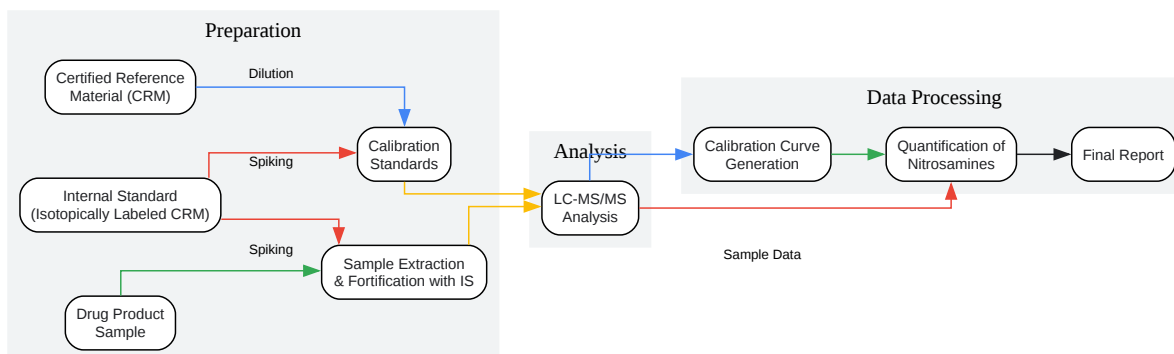 Preparation
Certified Reference
Material (CRM)
Dilution
Calibration
Standards
Spiking
Internal Standard
(Isotopically Labeled CRM)
Spiking
Sample Extraction
& Fortification with IS
Drug Product
Sample
Analysis
LC-MS/MS
Analysis
Data Processing
Calibration Curve
Generation
Quantification of
Nitrosamines
Final Report
Sample Data